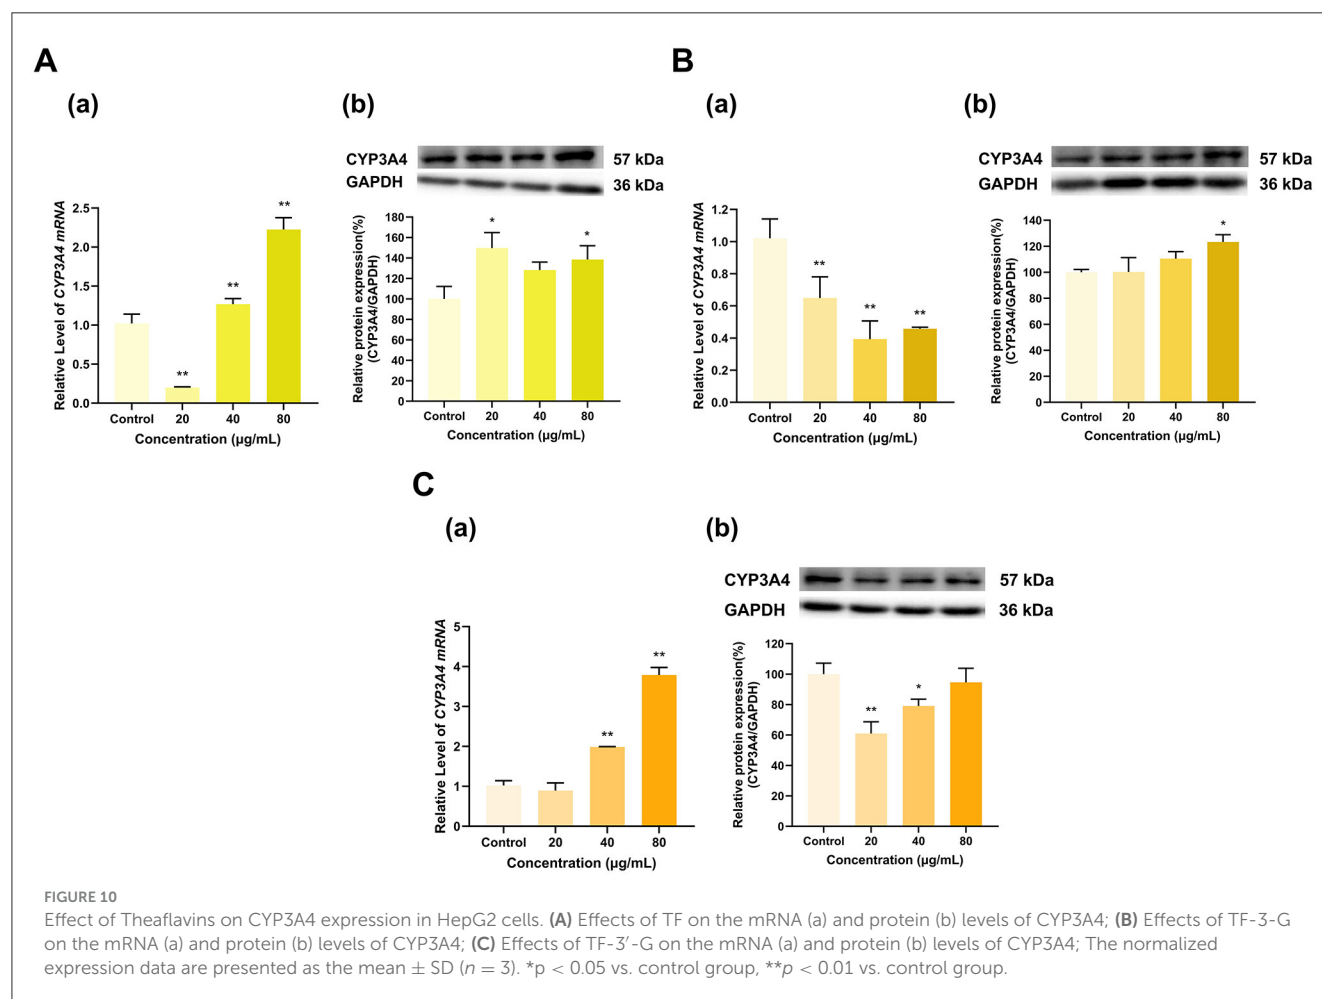 A
(a)
Relative Level of CYP3A4 mRNA
2.5
2.0
1.5
1.0
0.5
0.0
**
**
**
Control 20 40 80
Concentration (µg/mL)
(b)
CYP3A4 57 kDa
GAPDH 36 kDa
Relative protein expression(%)
(CYP3A4/GAPDH)
180
160
140
120
100
80
60
40
20
0
*
*
Control 20 40 80
Concentration (µg/mL)
B
(a)
Relative Level of CYP3A4 mRNA
1.2
1.0
0.8
0.6
0.4
0.2
0.0
**
**
**
Control 20 40 80
Concentration (µg/mL)
(b)
CYP3A4 57 kDa
GAPDH 36 kDa
Relative protein expression(%)
(CYP3A4/GAPDH)
140
120
100
80
60
40
20
0
*
Control 20 40 80
Concentration (µg/mL)
C
(a)
Relative Level of CYP3A4 mRNA
5
4
3
2
1
0
**
**
Control 20 40 80
Concentration (µg/mL)
(b)
CYP3A4 57 kDa
GAPDH 36 kDa
Relative protein expression(%)
(CYP3A4/GAPDH)
120
100
80
60
40
20
0
**
*
Control 20 40 80
Concentration (µg/mL)
FIGURE 10
Effect of Theaflavins on CYP3A4 expression in HepG2 cells. (A) Effects of TF on the mRNA (a) and protein (b) levels of CYP3A4; (B) Effects of TF-3-G
on the mRNA (a) and protein (b) levels of CYP3A4; (C) Effects of TF-3′-G on the mRNA (a) and protein (b) levels of CYP3A4; The normalized
expression data are presented as the mean ± SD (n = 3). *p < 0.05 vs. control group, **p < 0.01 vs. control group.